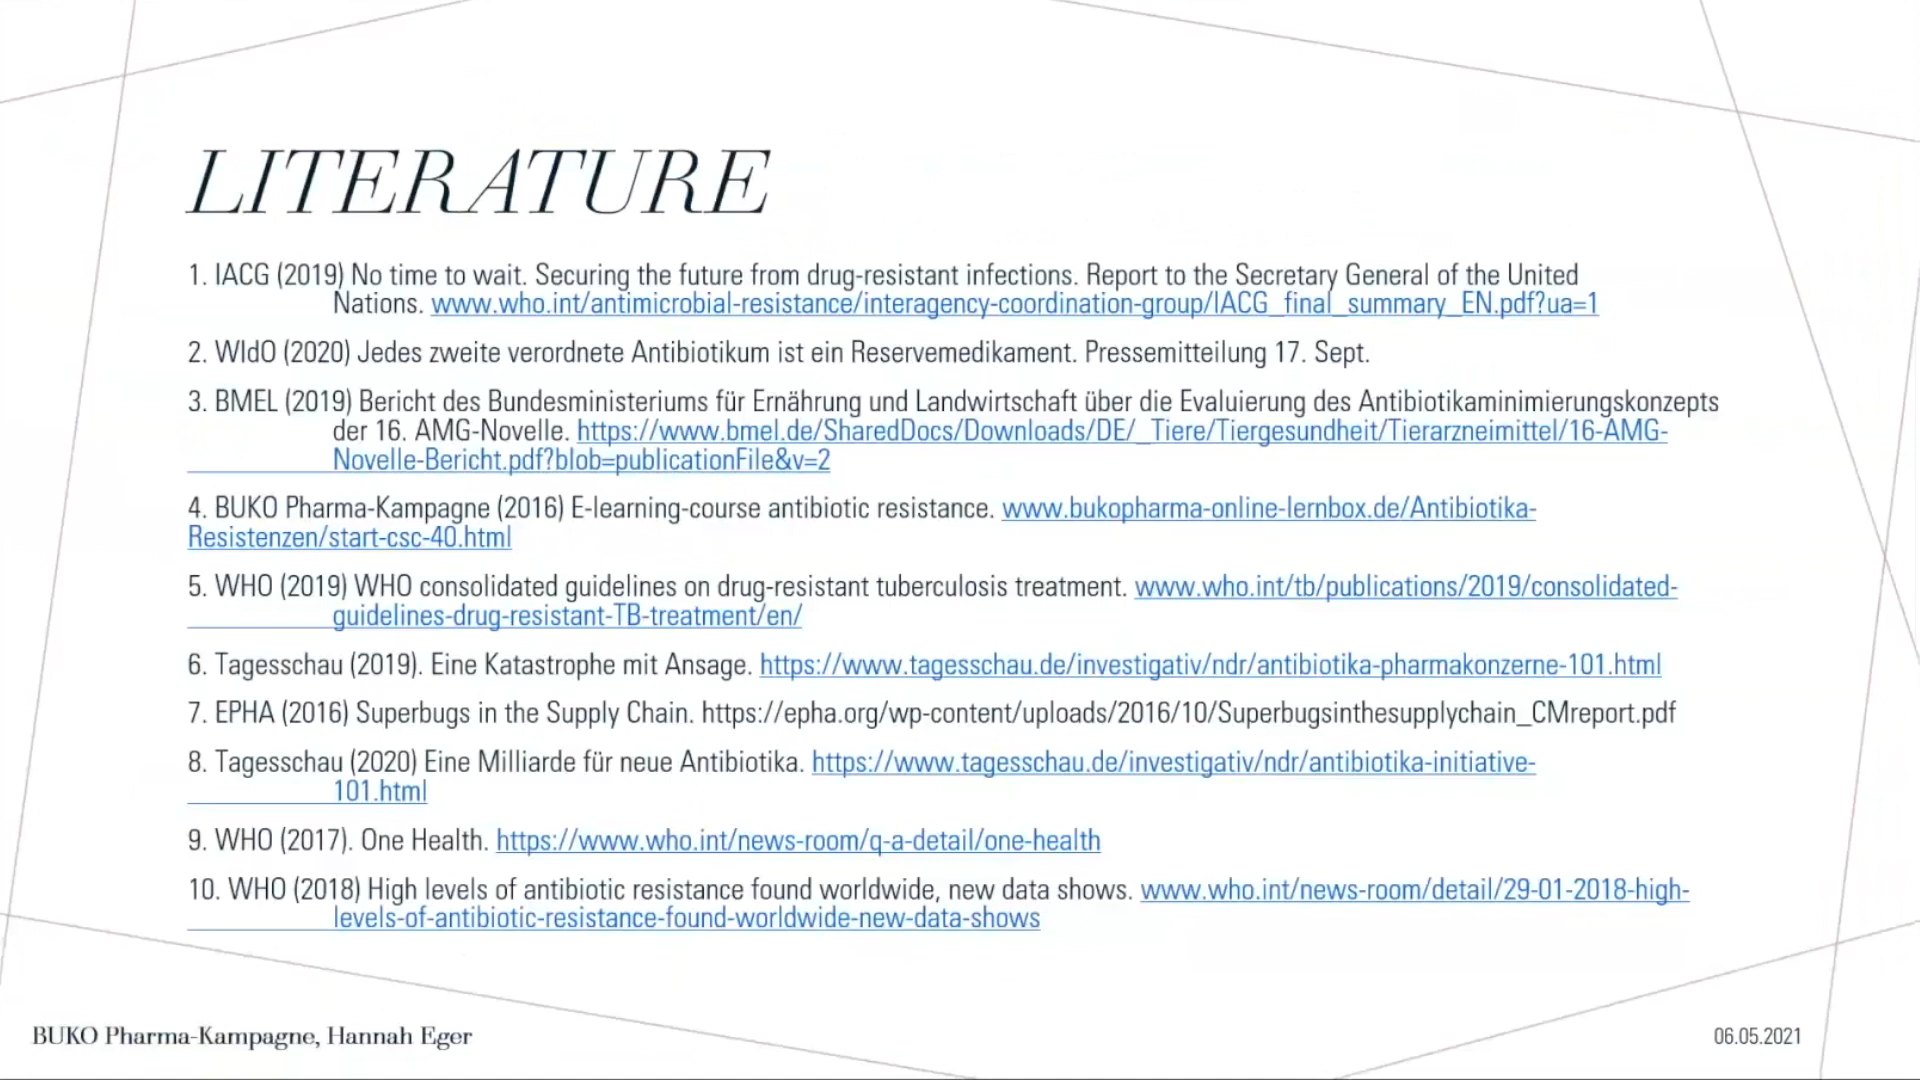 LITERATURE
1. IACG (2019) No time to wait. Securing the future from drug-resistant infections. Report to the Secretary General of the United
Nations. www.who.int/antimicrobial-resistance/interagency-coordination-group/IACG_final_summary_EN.pdf?ua=1
2. WIdO (2020) Jedes zweite verordnete Antibiotikum ist ein Reservemedikament. Pressemitteilung 17. Sept.
3. BMEL (2019) Bericht des Bundesministeriums für Ernährung und Landwirtschaft über die Evaluierung des Antibiotikaminimierungskonzepts
der 16. AMG-Novelle. https://www.bmel.de/SharedDocs/Downloads/DE/_Tiere/Tiergesundheit/Tierarzneimittel/16-AMG-
Novelle-Bericht.pdf?blob=publicationFile&v=2
4. BUKO Pharma-Kampagne (2016) E-learning-course antibiotic resistance. www.bukopharma-online-lernbox.de/Antibiotika-
Resistenzen/start-csc-40.html
5. WHO (2019) WHO consolidated guidelines on drug-resistant tuberculosis treatment. www.who.int/tb/publications/2019/consolidated-
guidelines-drug-resistant-TB-treatment/en/
6. Tagesschau (2019). Eine Katastrophe mit Ansage. https://www.tagesschau.de/investigativ/ndr/antibiotika-pharmakonzerne-101.html
7. EPHA (2016) Superbugs in the Supply Chain. https://epha.org/wp-content/uploads/2016/10/Superbugsinthesupplychain_CMreport.pdf
8. Tagesschau (2020) Eine Milliarde für neue Antibiotika. https://www.tagesschau.de/investigativ/ndr/antibiotika-initiative-
101.html
9. WHO (2017). One Health. https://www.who.int/news-room/q-a-detail/one-health
10. WHO (2018) High levels of antibiotic resistance found worldwide, new data shows. www.who.int/news-room/detail/29-01-2018-high-
levels-of-antibiotic-resistance-found-worldwide-new-data-shows
BUKO Pharma-Kampagne, Hannah Eger
06.05.2021